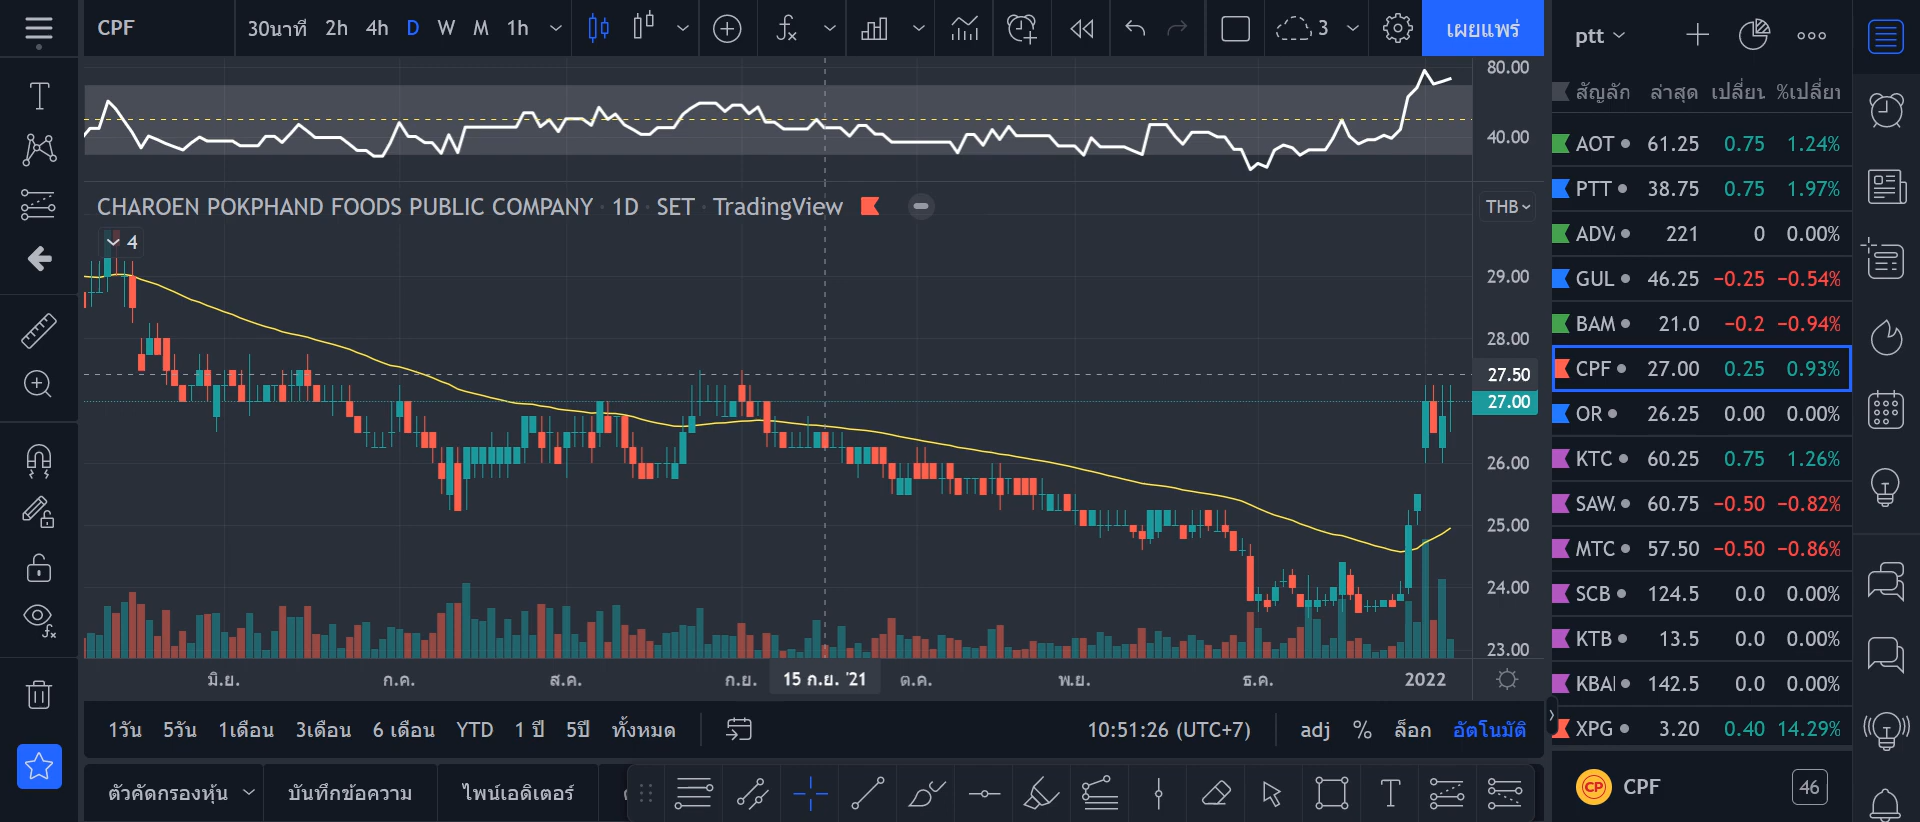 CPF 30นาที 2h 4h D W M 1h 3 เผยแพร่
80.00
40.00
CHAROEN POKPHAND FOODS PUBLIC COMPANY · 1D · SET · TradingView
THB
4
29.00
28.00
27.50
27.00
26.00
25.00
24.00
23.00
มิ.ย. ก.ค. ส.ค. ก.ย. 15 ก.ย. '21 ต.ค. พ.ย. ธ.ค. 2022
1วัน 5วัน 1เดือน 3เดือน 6 เดือน YTD 1 ปี 5ปี ทั้งหมด 10:51:26 (UTC+7) adj % ล็อก อัตโนมัติ
ตัวคัดกรองหุ้น บันทึกข้อความ ไพน์เอดิเตอร์
ptt
สัญลัก ล่าสุด เปลี่ยน %เปลี่ยน
AOT 61.25 0.75 1.24%
PTT 38.75 0.75 1.97%
ADV 221 0 0.00%
GUL 46.25 −0.25 −0.54%
BAM 21.0 −0.2 −0.94%
CPF 27.00 0.25 0.93%
OR 26.25 0.00 0.00%
KTC 60.25 0.75 1.26%
SAW 60.75 −0.50 −0.82%
MTC 57.50 −0.50 −0.86%
SCB 124.5 0.0 0.00%
KTB 13.5 0.0 0.00%
KBA 142.5 0.0 0.00%
XPG 3.20 0.40 14.29%
CP CPF 46